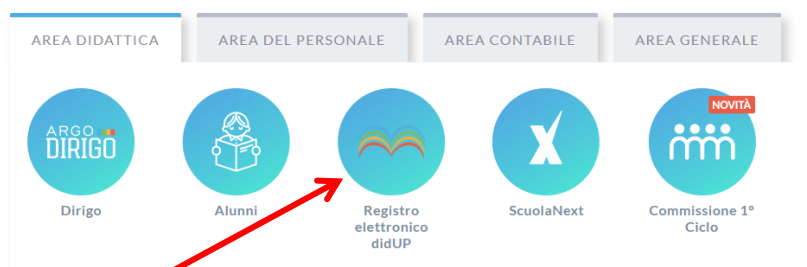 AREA DIDATTICA
AREA DEL PERSONALE
AREA CONTABILE
AREA GENERALE
ARGO
DIRIGO
NOVITÀ
Dirigo
Alunni
Registro
elettronico
didUP
ScuolaNext
Commissione 1°
Ciclo